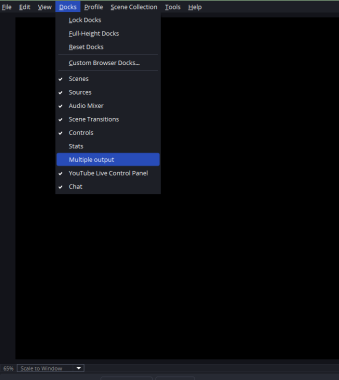 File Edit View Docks Profile Scene Collection Tools Help
Lock Docks
Full-Height Docks
Reset Docks
Custom Browser Docks...
Scenes
Sources
Audio Mixer
Scene Transitions
Controls
Stats
Multiple output
YouTube Live Control Panel
Chat
65% Scale to Window